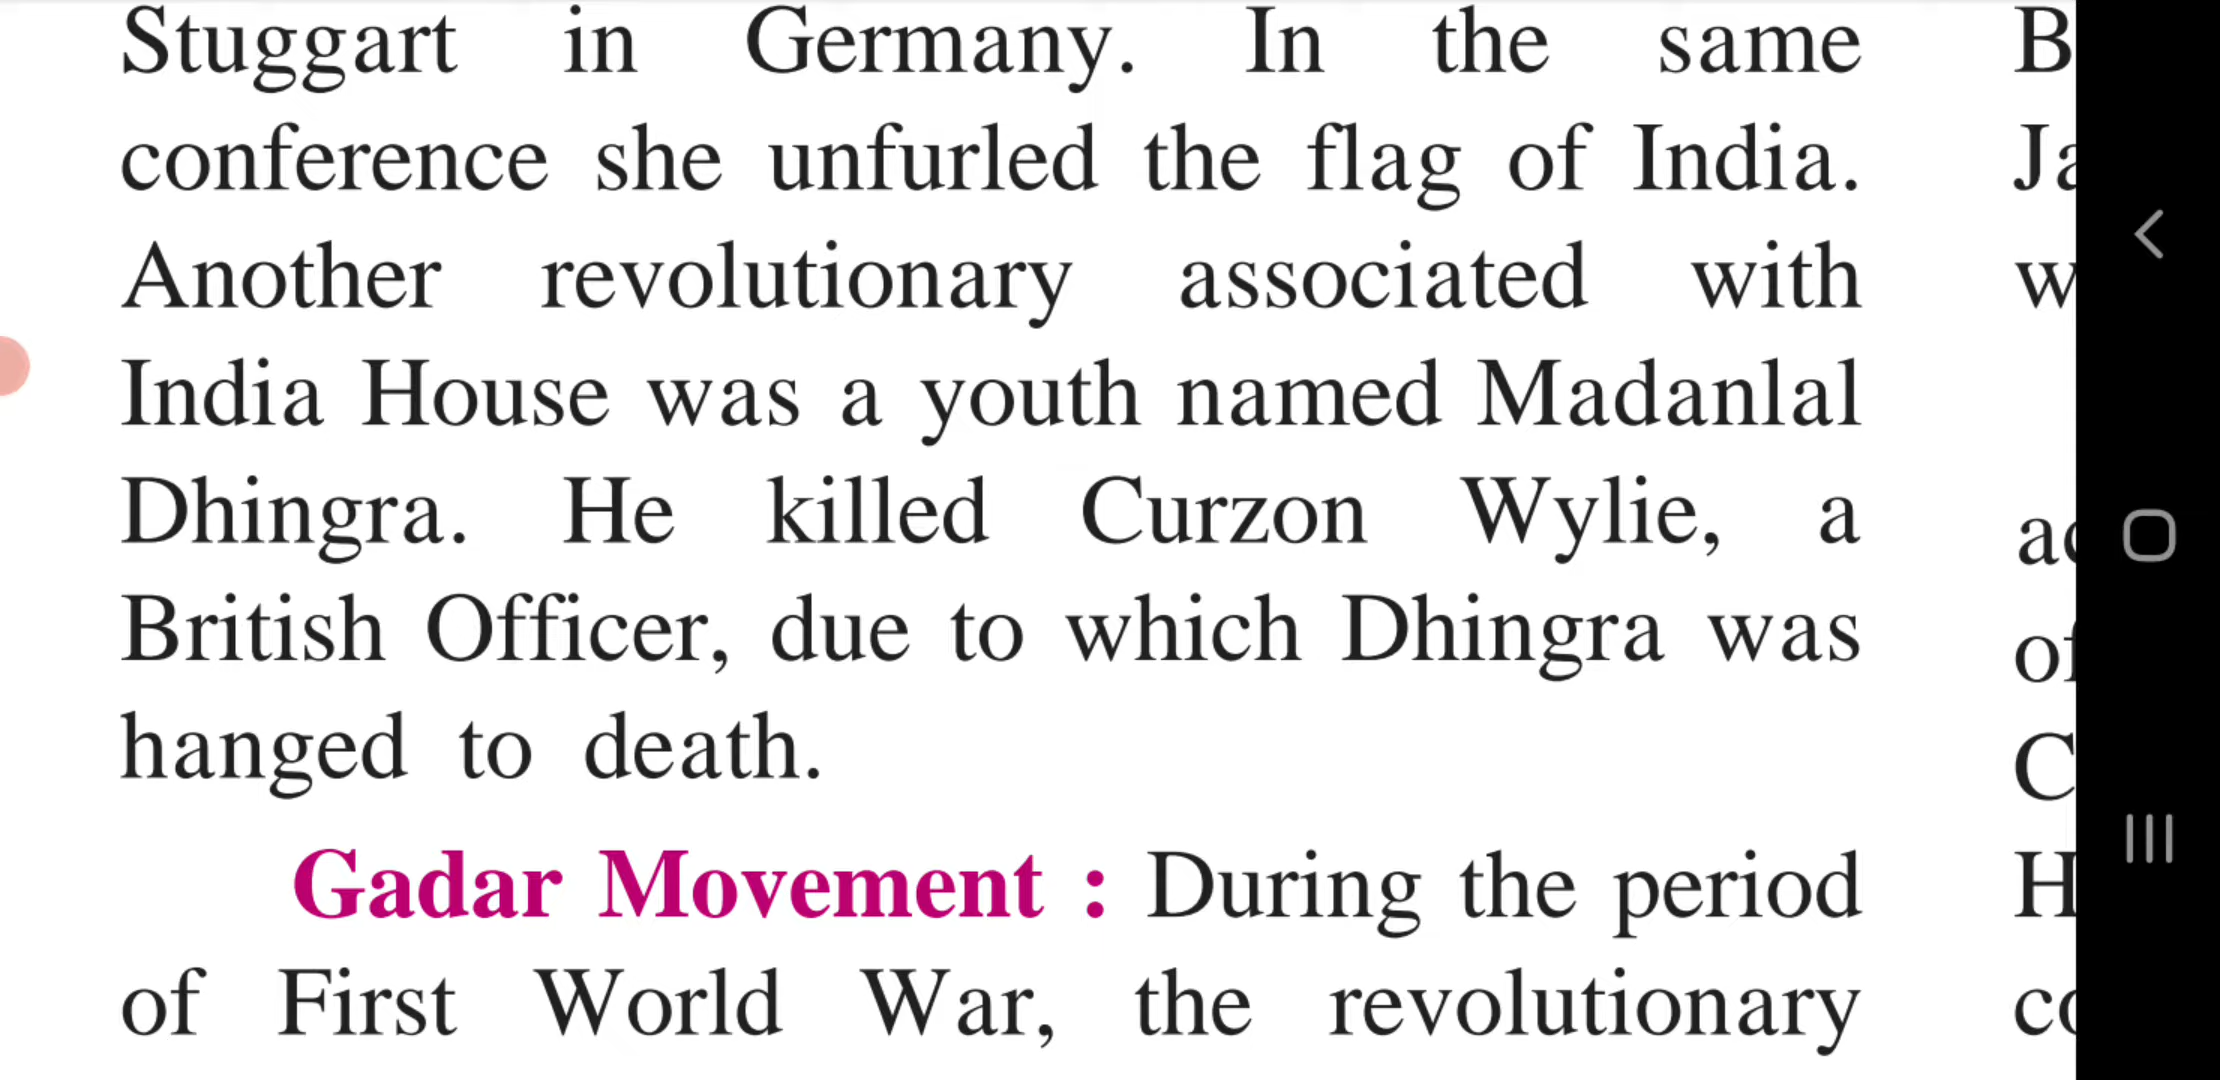 Stuggart in Germany. In the same
conference she unfurled the flag of India.
Another revolutionary associated with
India House was a youth named Madanlal
Dhingra. He killed Curzon Wylie, a
British Officer, due to which Dhingra was
hanged to death.
Gadar Movement : During the period
of First World War, the revolutionary